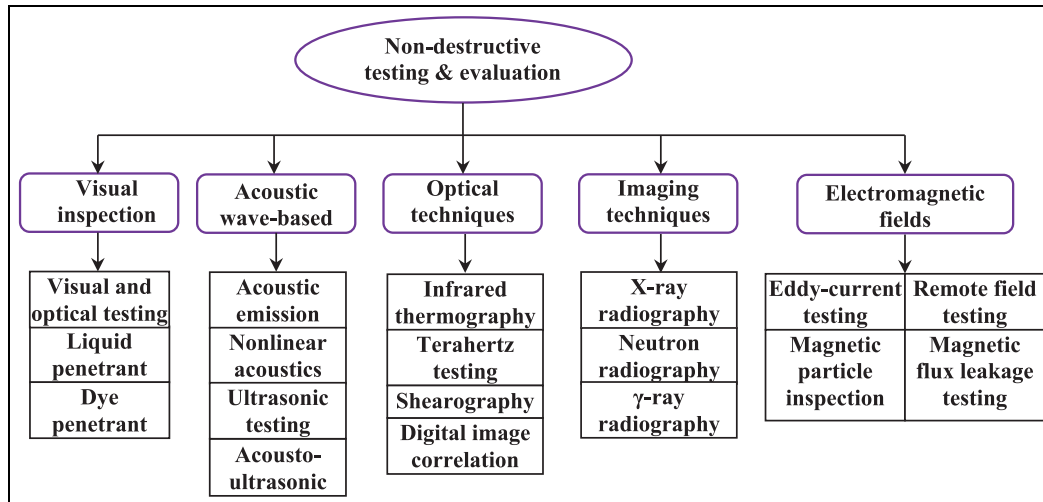 Non-destructive
testing & evaluation
Visual
inspection
Acoustic
wave-based
Optical
techniques
Imaging
techniques
Electromagnetic
fields
Visual and
optical testing
Liquid
penetrant
Dye
penetrant
Acoustic
emission
Nonlinear
acoustics
Ultrasonic
testing
Acousto-
ultrasonic
Infrared
thermography
Terahertz
testing
Shearography
Digital image
correlation
X-ray
radiography
Neutron
radiography
γ-ray
radiography
Eddy-current
testing
Remote field
testing
Magnetic
particle
inspection
Magnetic
flux leakage
testing